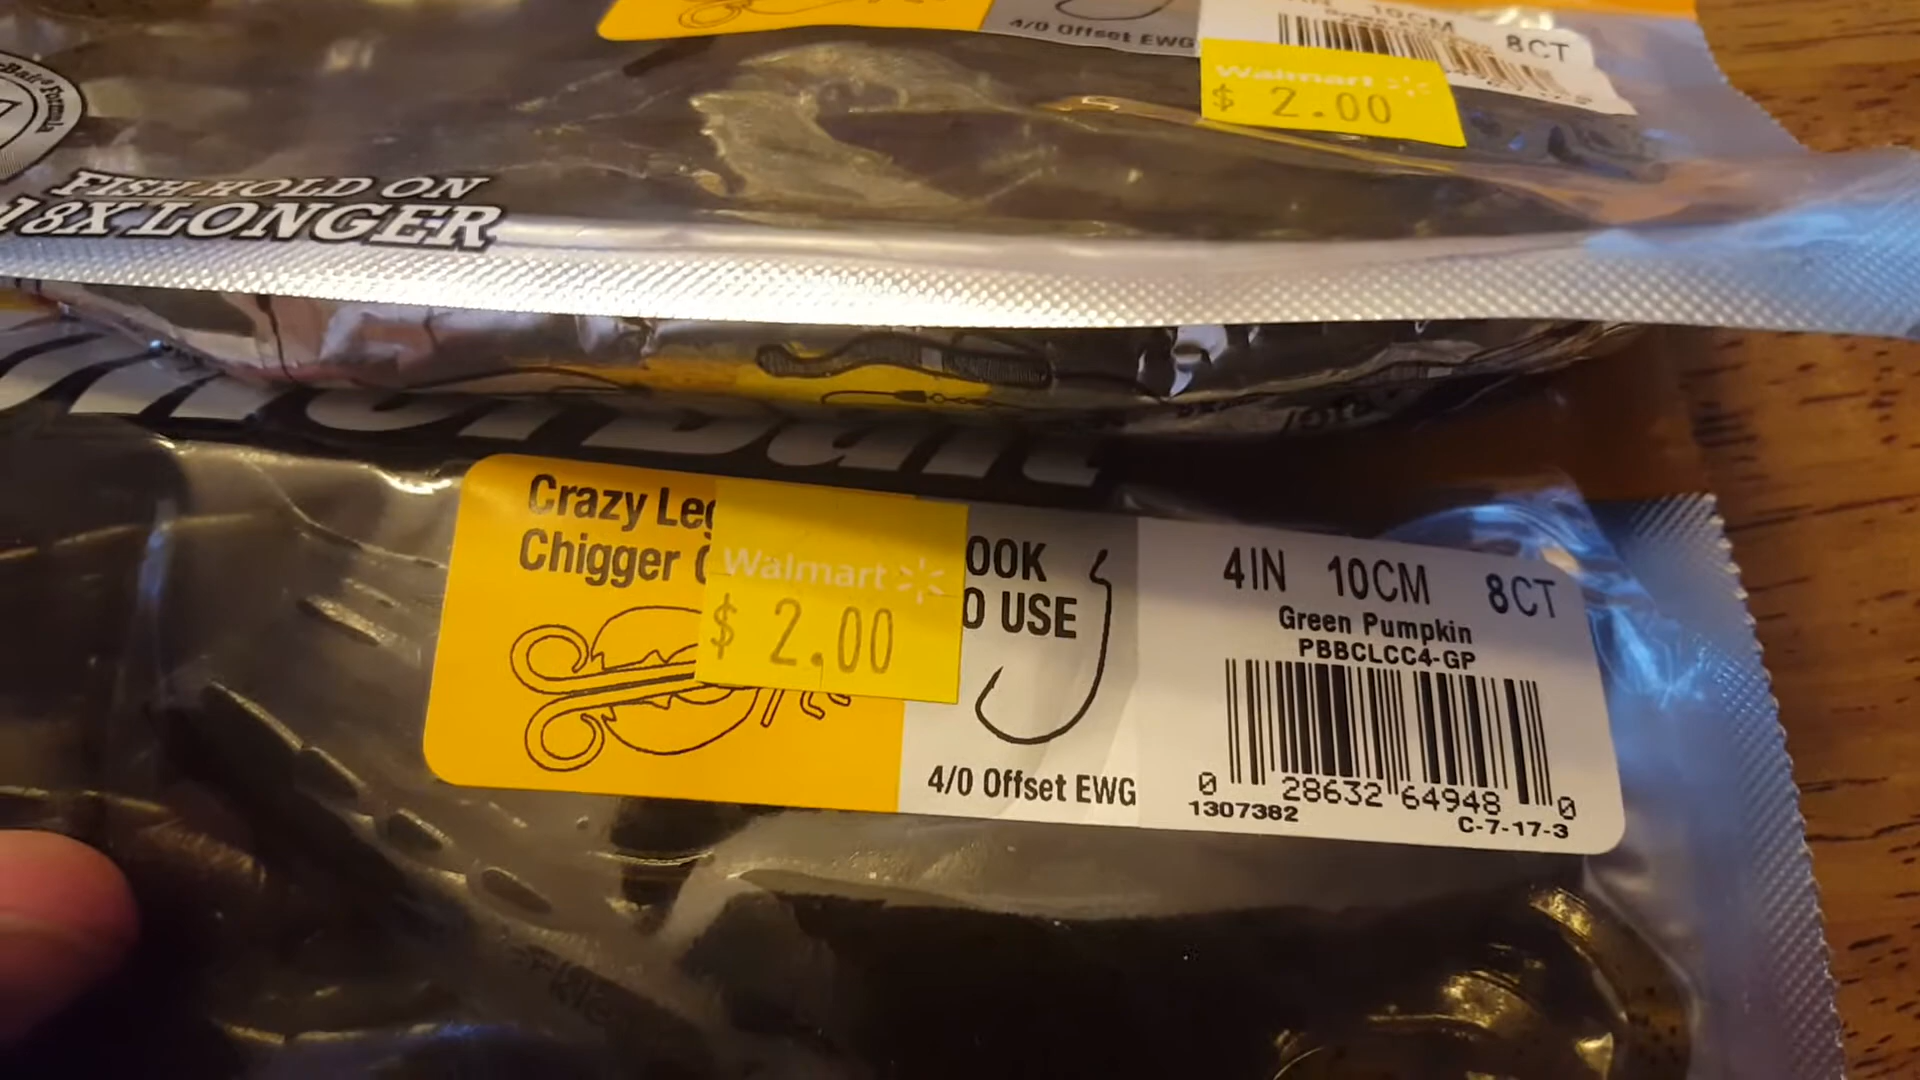 4/0 Offset EWG
10CM
8CT
Walmart
$ 2.00
FISH HOLD ON
18X LONGER
Bait
Crazy Leg
Chigger
Walmart
$ 2.00
OOK
O USE
4/0 Offset EWG
4IN 10CM 8CT
Green Pumpkin
PBBCLCC4-GP
0 28632 64948 0
1307382
C-7-17-3